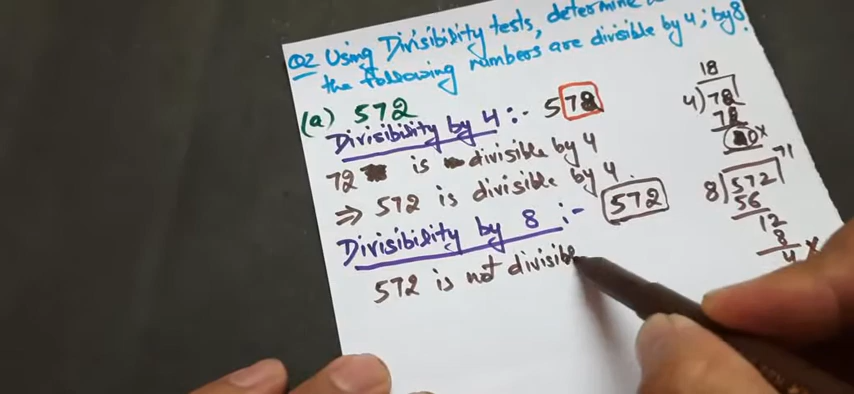 Q2 Using Divisibility tests, determine
the following numbers are divisible by 4; by 8.
(a) 572
Divisibility by 4 :- 572
72 is divisible by 4
⇒ 572 is divisible by 4.
Divisibility by 8 :- 572
572 is not divisible
18
4)72
72
0x
71
8)572
56
12
8
4x